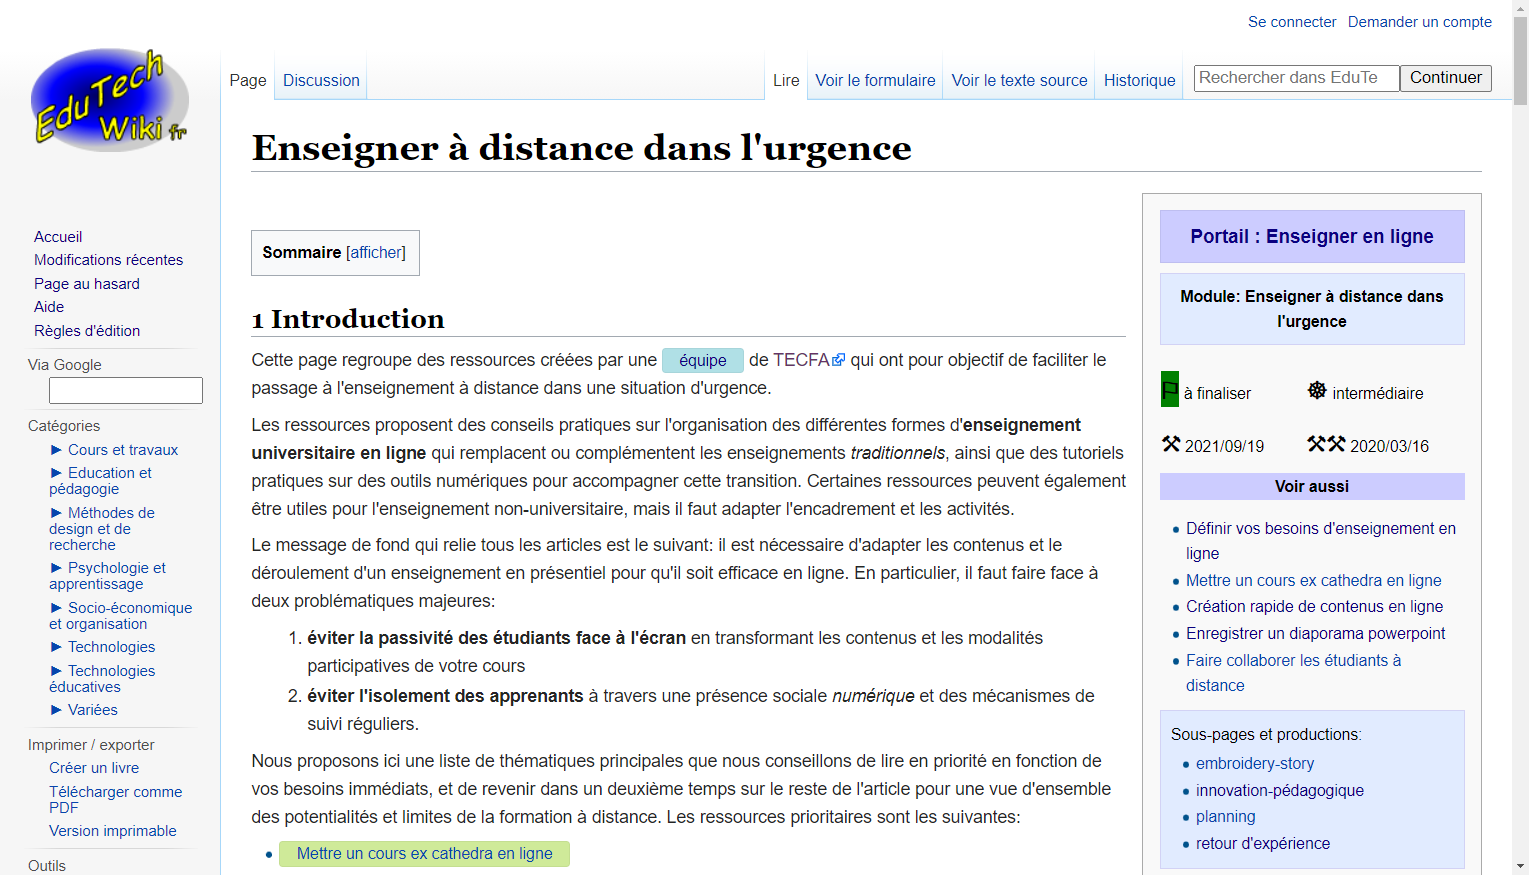 Se connecter Demander un compte
EduTech
Wiki fr
Page Discussion Lire Voir le formulaire Voir le texte source Historique Rechercher dans EduTe Continuer
Enseigner à distance dans l'urgence
Accueil
Modifications récentes
Page au hasard
Aide
Règles d'édition
Via Google
Catégories
► Cours et travaux
► Education et
pédagogie
► Méthodes de
design et de
recherche
► Psychologie et
apprentissage
► Socio-économique
et organisation
► Technologies
► Technologies
éducatives
► Variées
Imprimer / exporter
Créer un livre
Télécharger comme
PDF
Version imprimable
Outils
Sommaire [afficher]
1 Introduction
Cette page regroupe des ressources créées par une équipe de TECFA qui ont pour objectif de faciliter le
passage à l'enseignement à distance dans une situation d'urgence.
Les ressources proposent des conseils pratiques sur l'organisation des différentes formes d'enseignement
universitaire en ligne qui remplacent ou complémentent les enseignements traditionnels, ainsi que des tutoriels
pratiques sur des outils numériques pour accompagner cette transition. Certaines ressources peuvent également
être utiles pour l'enseignement non-universitaire, mais il faut adapter l'encadrement et les activités.
Le message de fond qui relie tous les articles est le suivant: il est nécessaire d'adapter les contenus et le
déroulement d'un enseignement en présentiel pour qu'il soit efficace en ligne. En particulier, il faut faire face à
deux problématiques majeures:
1. éviter la passivité des étudiants face à l'écran en transformant les contenus et les modalités
participatives de votre cours
2. éviter l'isolement des apprenants à travers une présence sociale numérique et des mécanismes de
suivi réguliers.
Nous proposons ici une liste de thématiques principales que nous conseillons de lire en priorité en fonction de
vos besoins immédiats, et de revenir dans un deuxième temps sur le reste de l'article pour une vue d'ensemble
des potentialités et limites de la formation à distance. Les ressources prioritaires sont les suivantes:
• Mettre un cours ex cathedra en ligne
Portail : Enseigner en ligne
Module: Enseigner à distance dans
l'urgence
⚐ à finaliser ☸ intermédiaire
⚒ 2021/09/19 ⚒⚒ 2020/03/16
Voir aussi
• Définir vos besoins d'enseignement en
ligne
• Mettre un cours ex cathedra en ligne
• Création rapide de contenus en ligne
• Enregistrer un diaporama powerpoint
• Faire collaborer les étudiants à
distance
Sous-pages et productions:
• embroidery-story
• innovation-pédagogique
• planning
• retour d'expérience